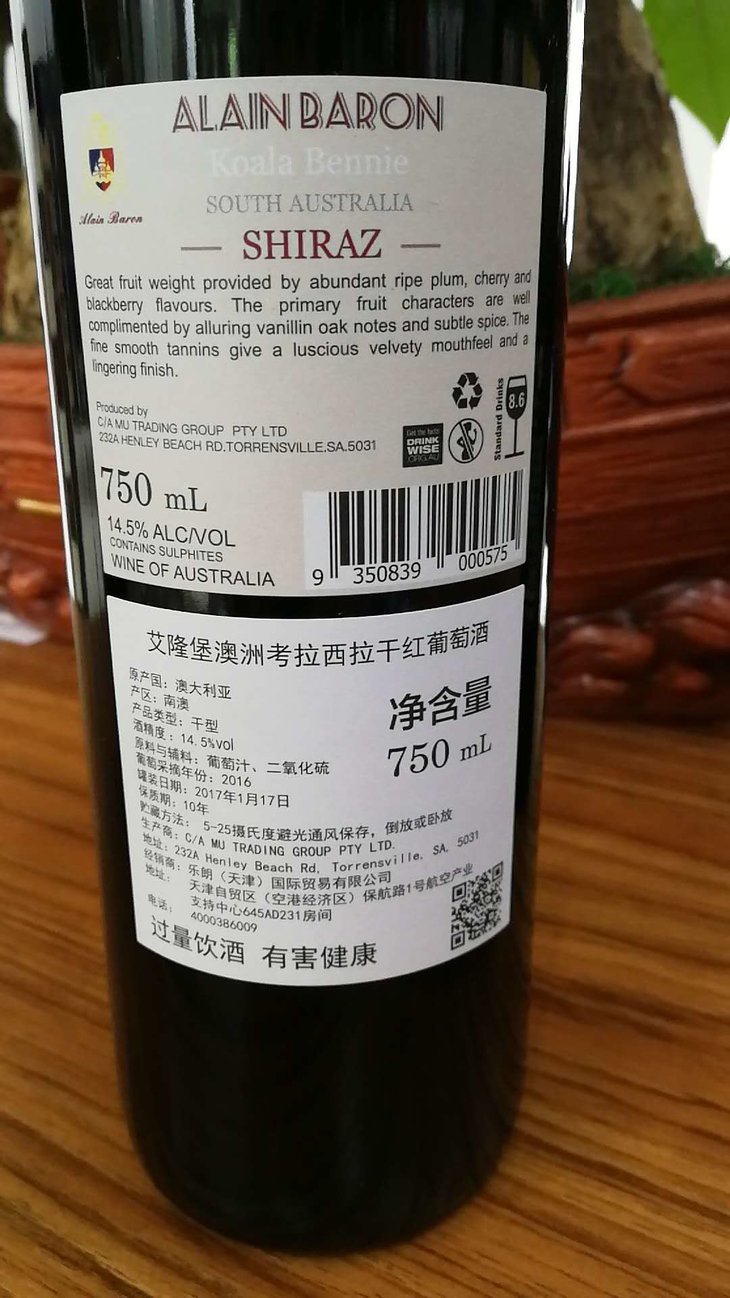 ALAIN BARON
Koala Bennie
SOUTH AUSTRALIA
Alain Baron
SHIRAZ
Great fruit weight provided by abundant ripe plum, cherry and
blackberry flavours. The primary fruit characters are well
complimented by alluring vanillin oak notes and subtle spice. The
fine smooth tannins give a luscious velvety mouthfeel and a
lingering finish.
Produced by
C/A MU TRADING GROUP PTY LTD
232A HENLEY BEACH RD.TORRENSVILLE.SA.5031
Get the facts
DRINK
WISE
.ORG.AU
Standard Drinks
8.6
750 mL
14.5% ALC/VOL
CONTAINS SULPHITES
WINE OF AUSTRALIA
9 350839 000575
艾隆堡澳洲考拉西拉干红葡萄酒
原产国：澳大利亚
产区：南澳
产品类型：干型
酒精度：14.5%vol
原料与辅料：葡萄汁、二氧化硫
葡萄采摘年份：2016
罐装日期：2017年1月17日
保质期：10年
贮藏方法： 5-25摄氏度避光通风保存，倒放或卧放
生产商：C/A MU TRADING GROUP PTY LTD.
地址：232A Henley Beach Rd, Torrensville, SA, 5031
经销商：乐朗（天津）国际贸易有限公司
地址： 天津自贸区（空港经济区）保航路1号航空产业
支持中心645AD231房间
电话： 4000386009
净含量
750 mL
过量饮酒 有害健康